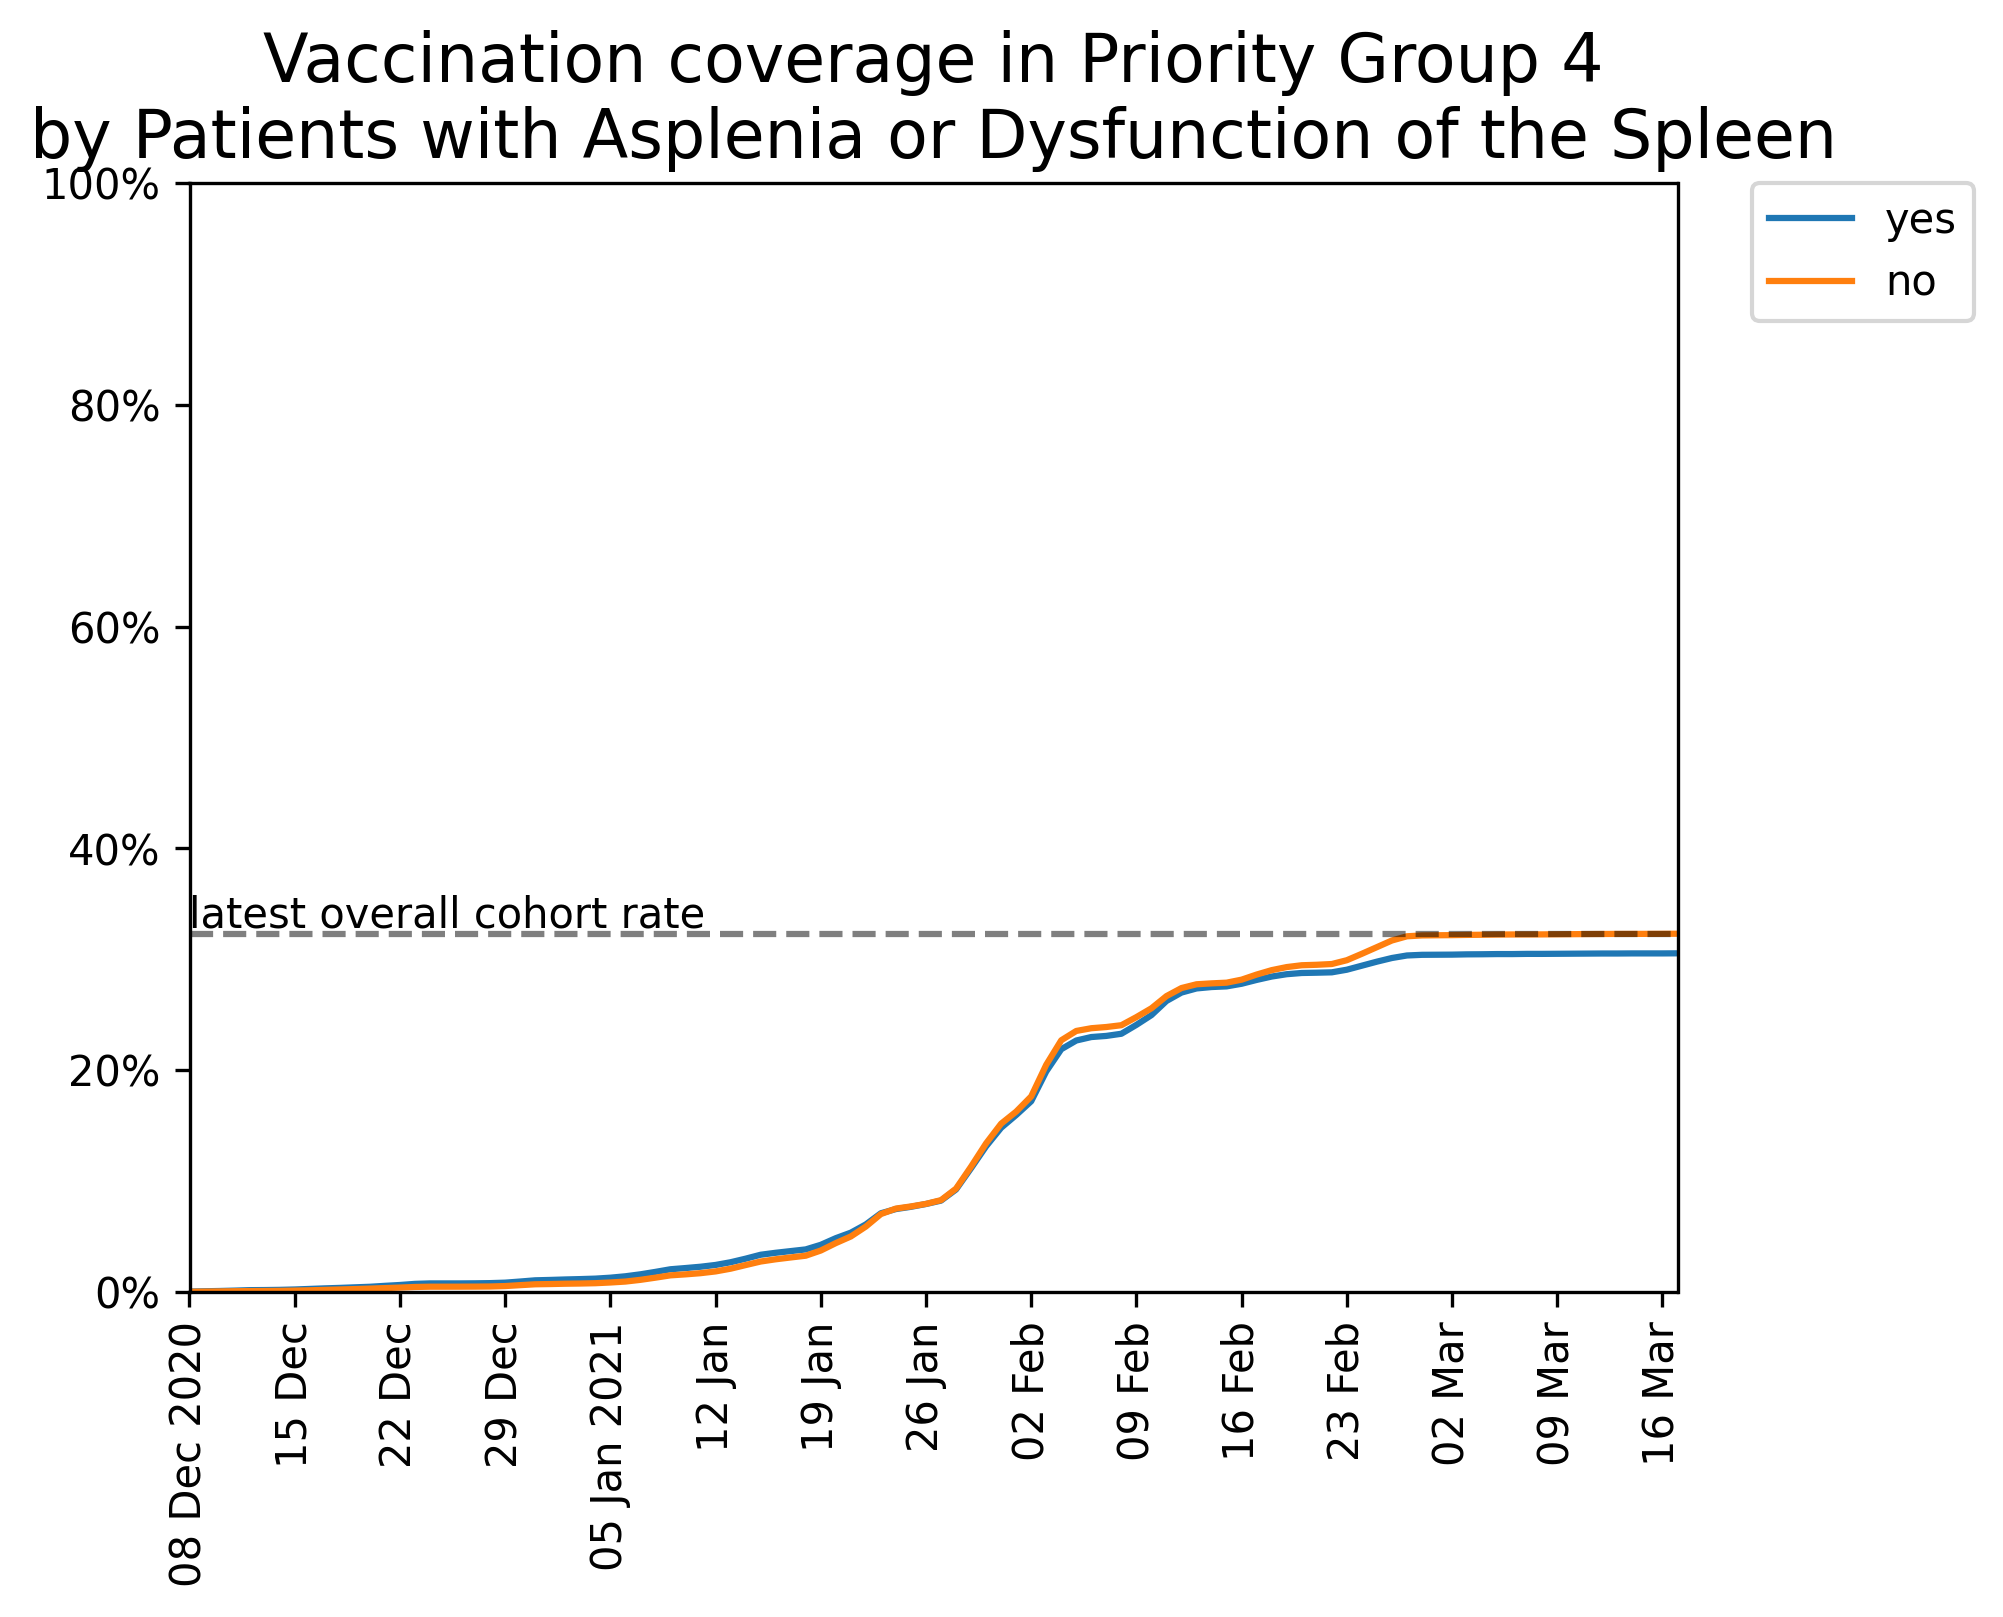 Vaccination coverage in Priority Group 4
by Patients with Asplenia or Dysfunction of the Spleen
100%
80%
60%
40%
20%
0%
latest overall cohort rate
yes
no
08 Dec 2020
15 Dec
22 Dec
29 Dec
05 Jan 2021
12 Jan
19 Jan
26 Jan
02 Feb
09 Feb
16 Feb
23 Feb
02 Mar
09 Mar
16 Mar